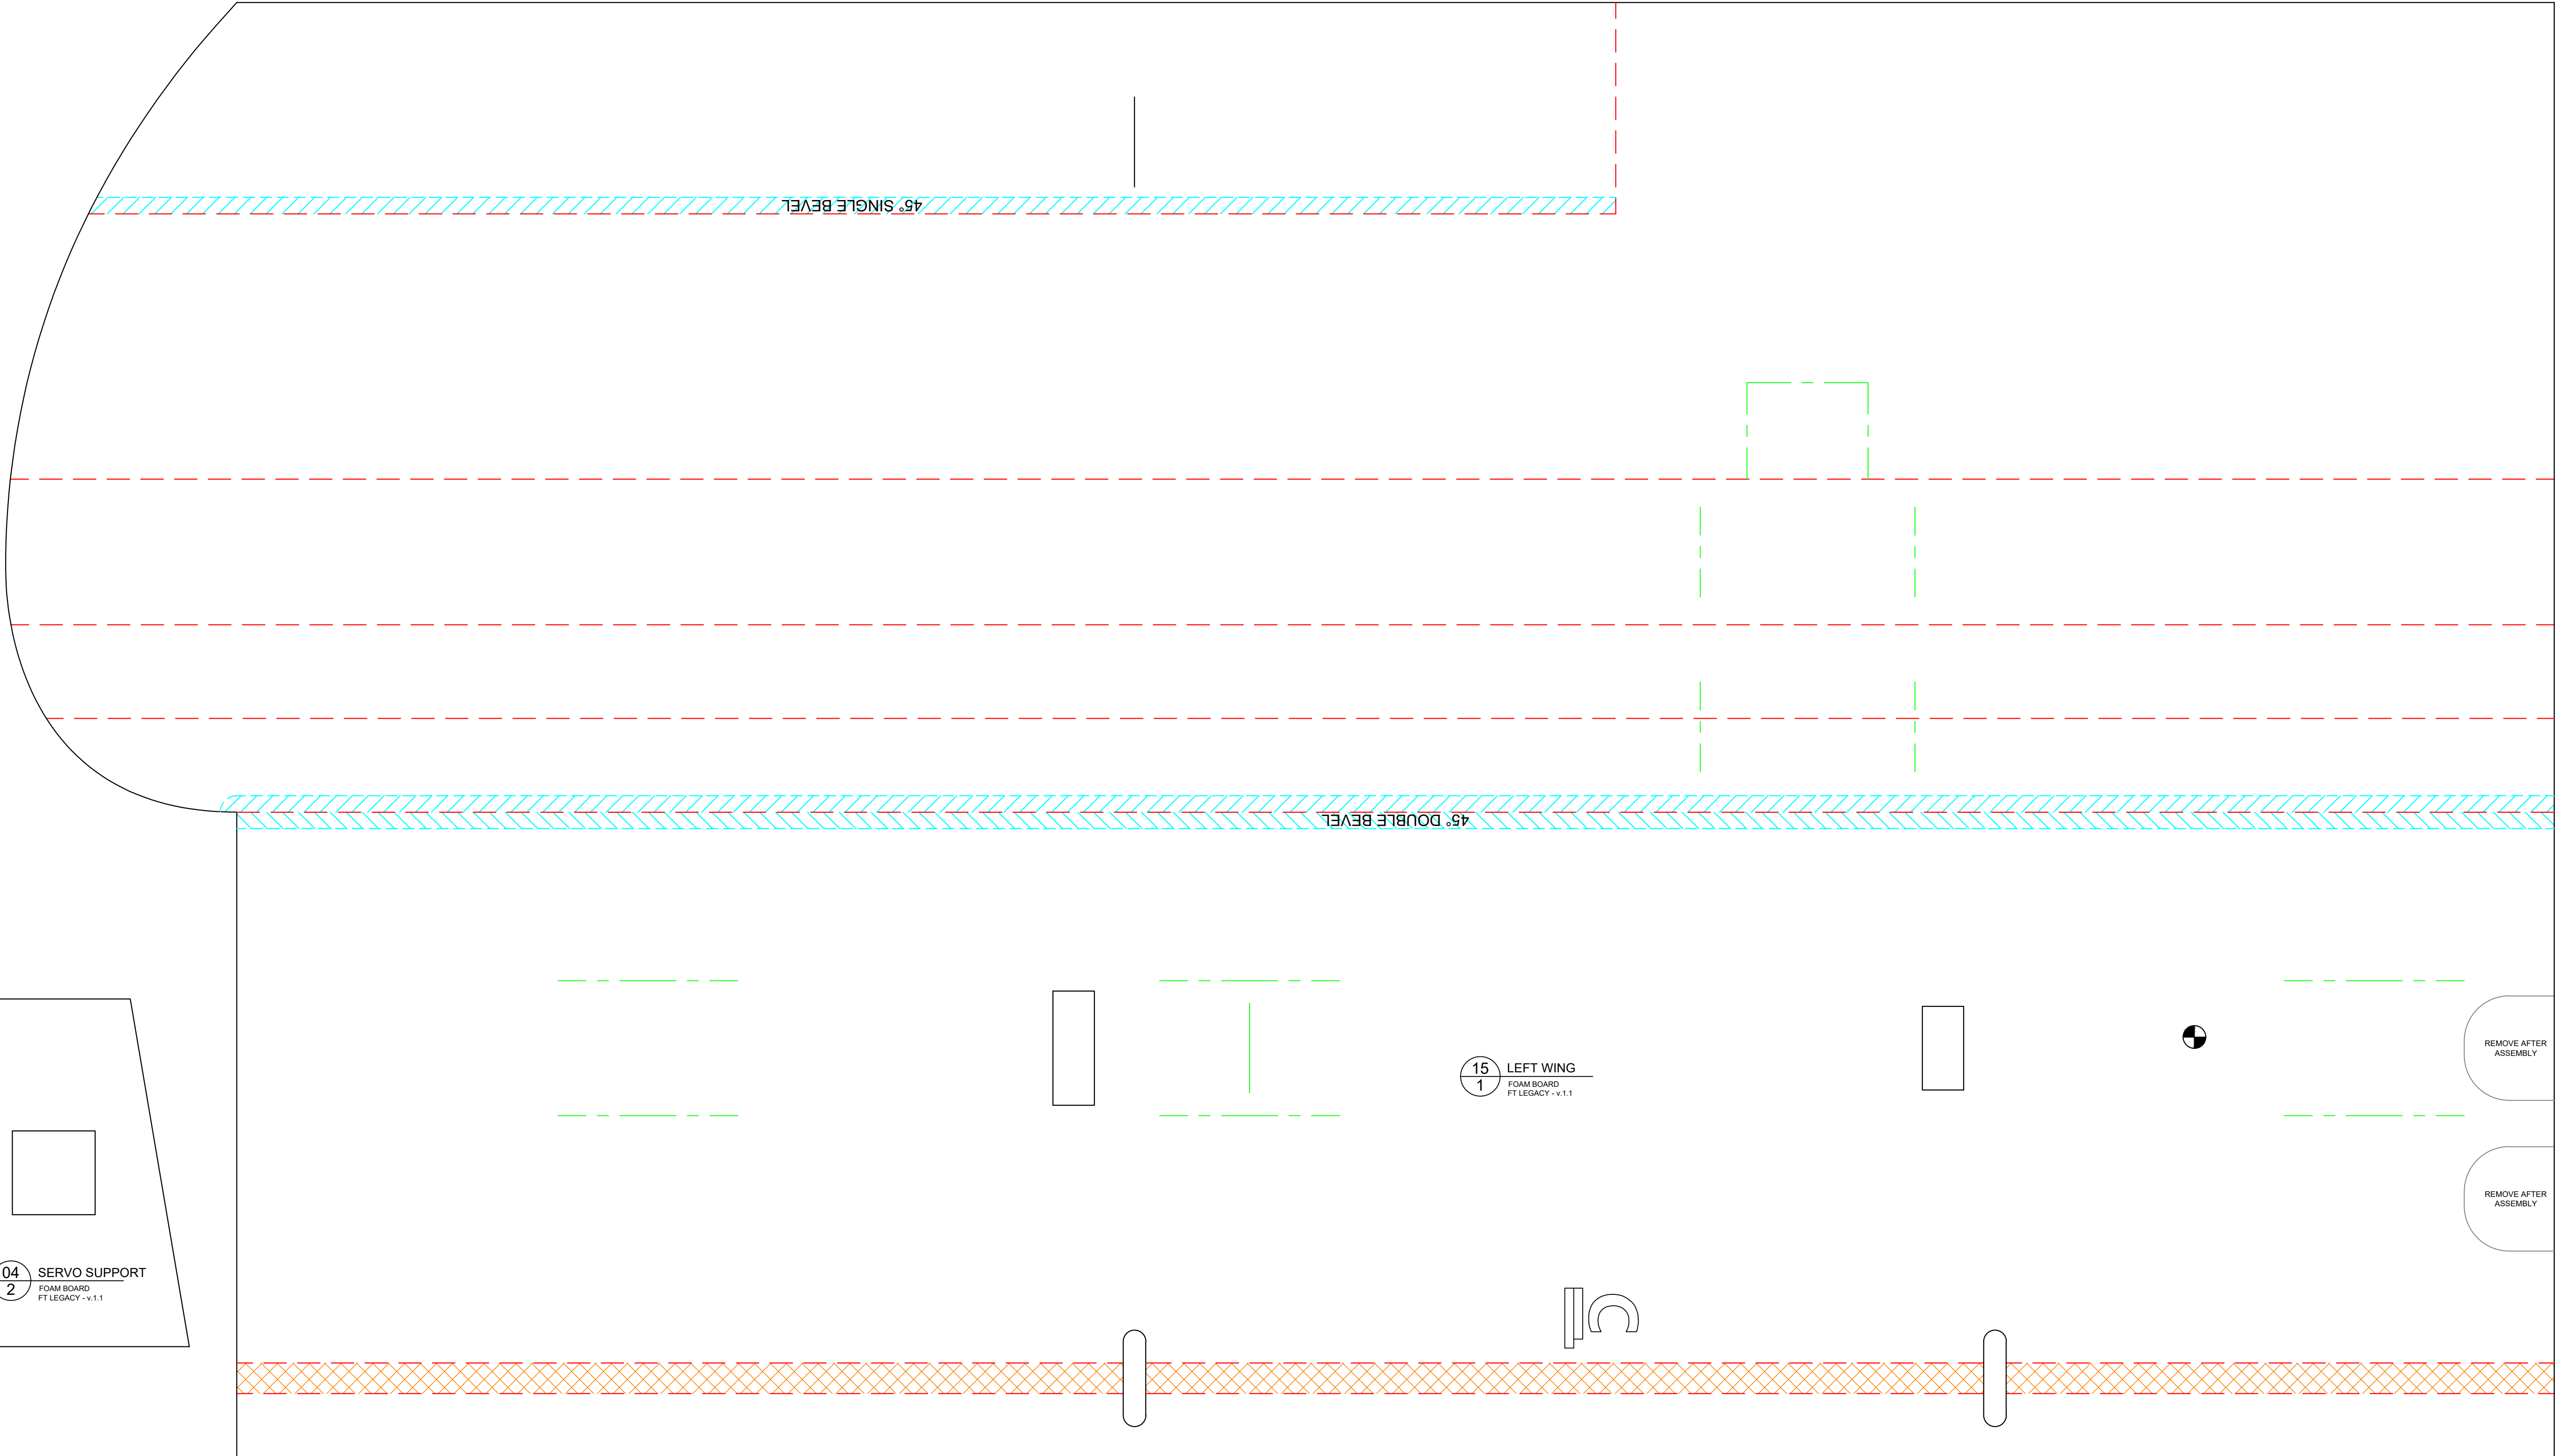 45° SINGLE BEVEL
45° DOUBLE BEVEL
15
1
LEFT WING
FOAM BOARD
FT LEGACY - v.1.1
REMOVE AFTER
ASSEMBLY
REMOVE AFTER
ASSEMBLY
04
2
SERVO SUPPORT
FOAM BOARD
FT LEGACY - v.1.1